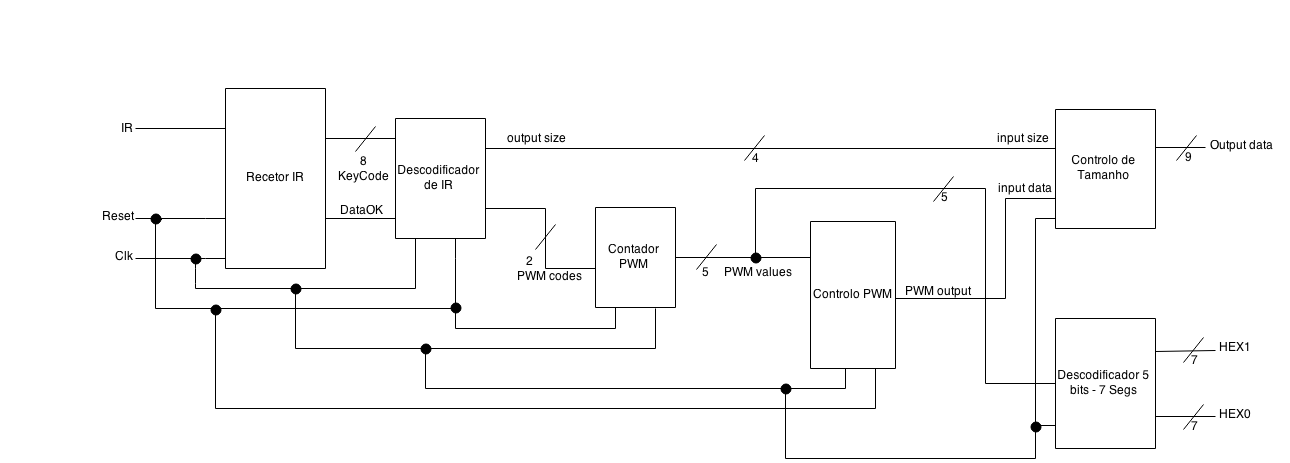 IR
Reset
Clk
Recetor IR
8
KeyCode
DataOK
Descodificador
de IR
output size
4
input size
2
PWM codes
Contador
PWM
5
PWM values
5
Controlo PWM
PWM output
input data
Controlo de
Tamanho
9
Output data
Descodificador 5
bits - 7 Segs
7
HEX1
7
HEX0